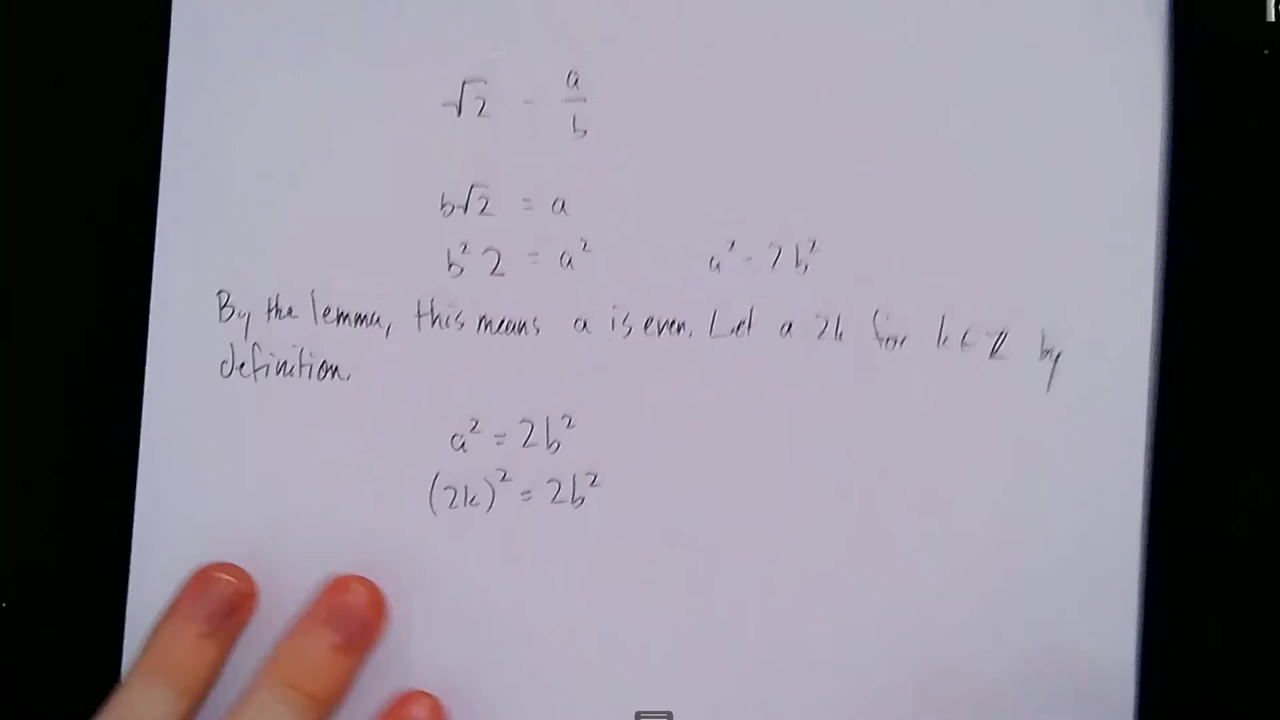 √2 = a/b
b√2 = a
b² 2 = a² a² = 2b²
By the lemma, this means a is even. Let a 2k for k ∈ ℤ by
definition.
a² = 2b²
(2k)² = 2b²